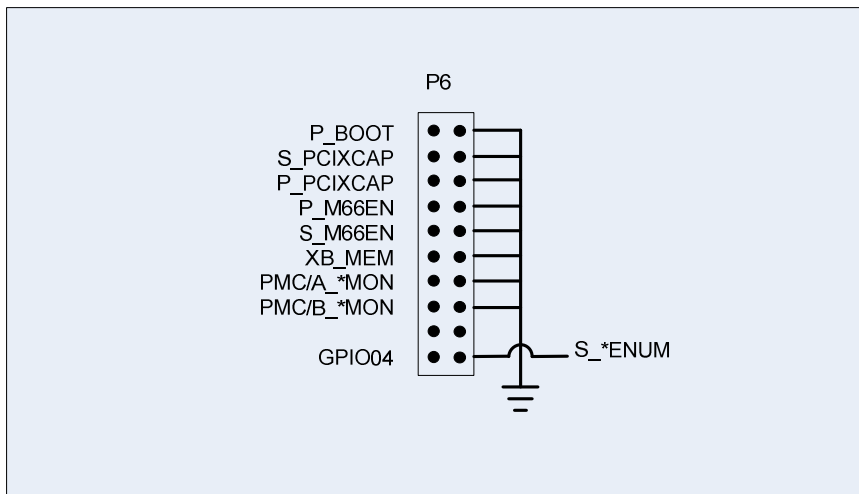 P6
P_BOOT
S_PCIXCAP
P_PCIXCAP
P_M66EN
S_M66EN
XB_MEM
PMC/A_*MON
PMC/B_*MON
GPIO04
S_*ENUM